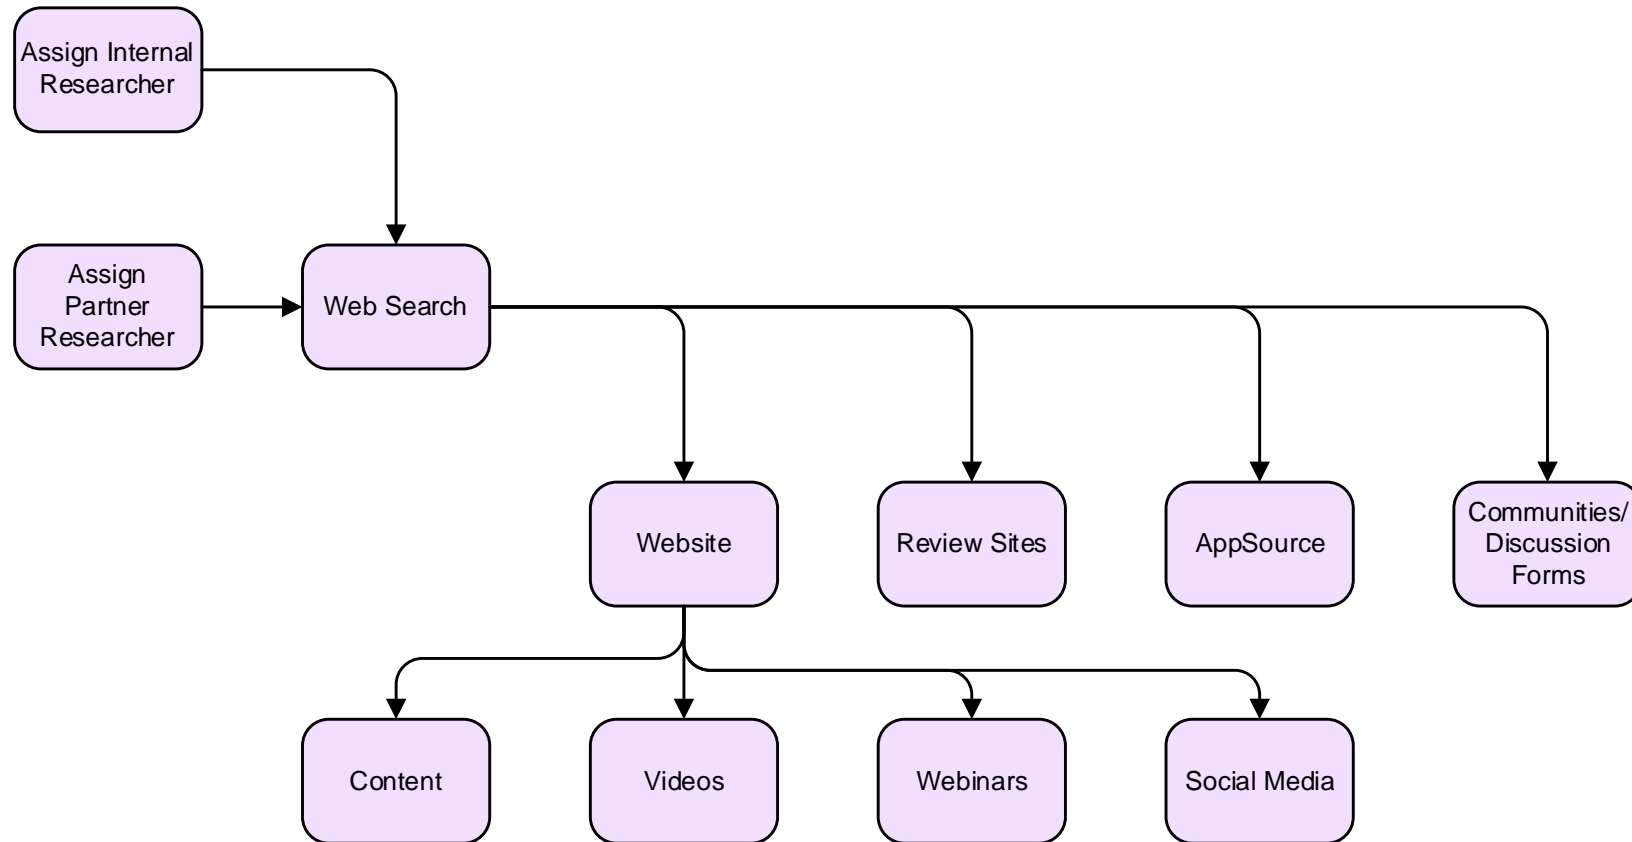 Assign Internal
Researcher
Assign
Partner
Researcher
Web Search
Website
Review Sites
AppSource
Communities/
Discussion
Forms
Content
Videos
Webinars
Social Media